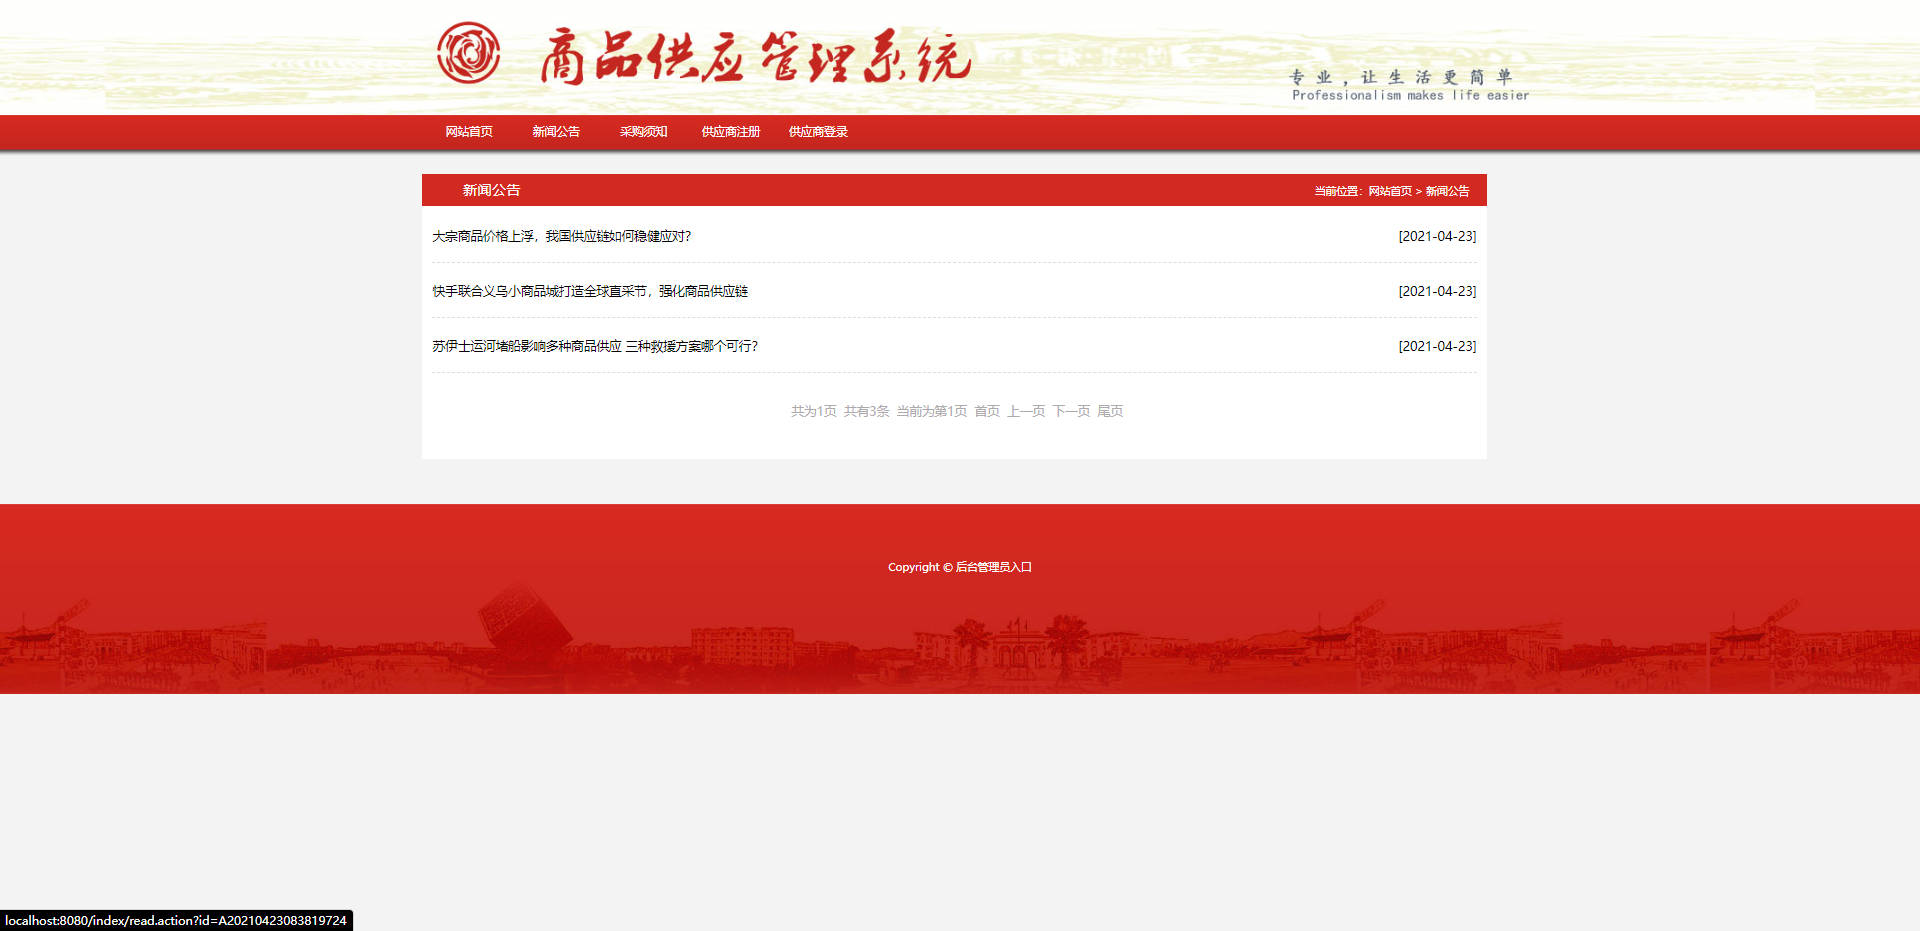 商品供应管理系统
专业，让生活更简单
Professionalism makes life easier
网站首页 新闻公告 采购须知 供应商注册 供应商登录
新闻公告 当前位置：网站首页 > 新闻公告
大宗商品价格上浮，我国供应链如何稳健应对？ [2021-04-23]
快手联合义乌小商品城打造全球直采节，强化商品供应链 [2021-04-23]
苏伊士运河堵船影响多种商品供应 三种救援方案哪个可行？ [2021-04-23]
共为1页 共有3条 当前为第1页 首页 上一页 下一页 尾页
Copyright © 后台管理员入口
localhost:8080/index/read.action?id=A20210423083819724